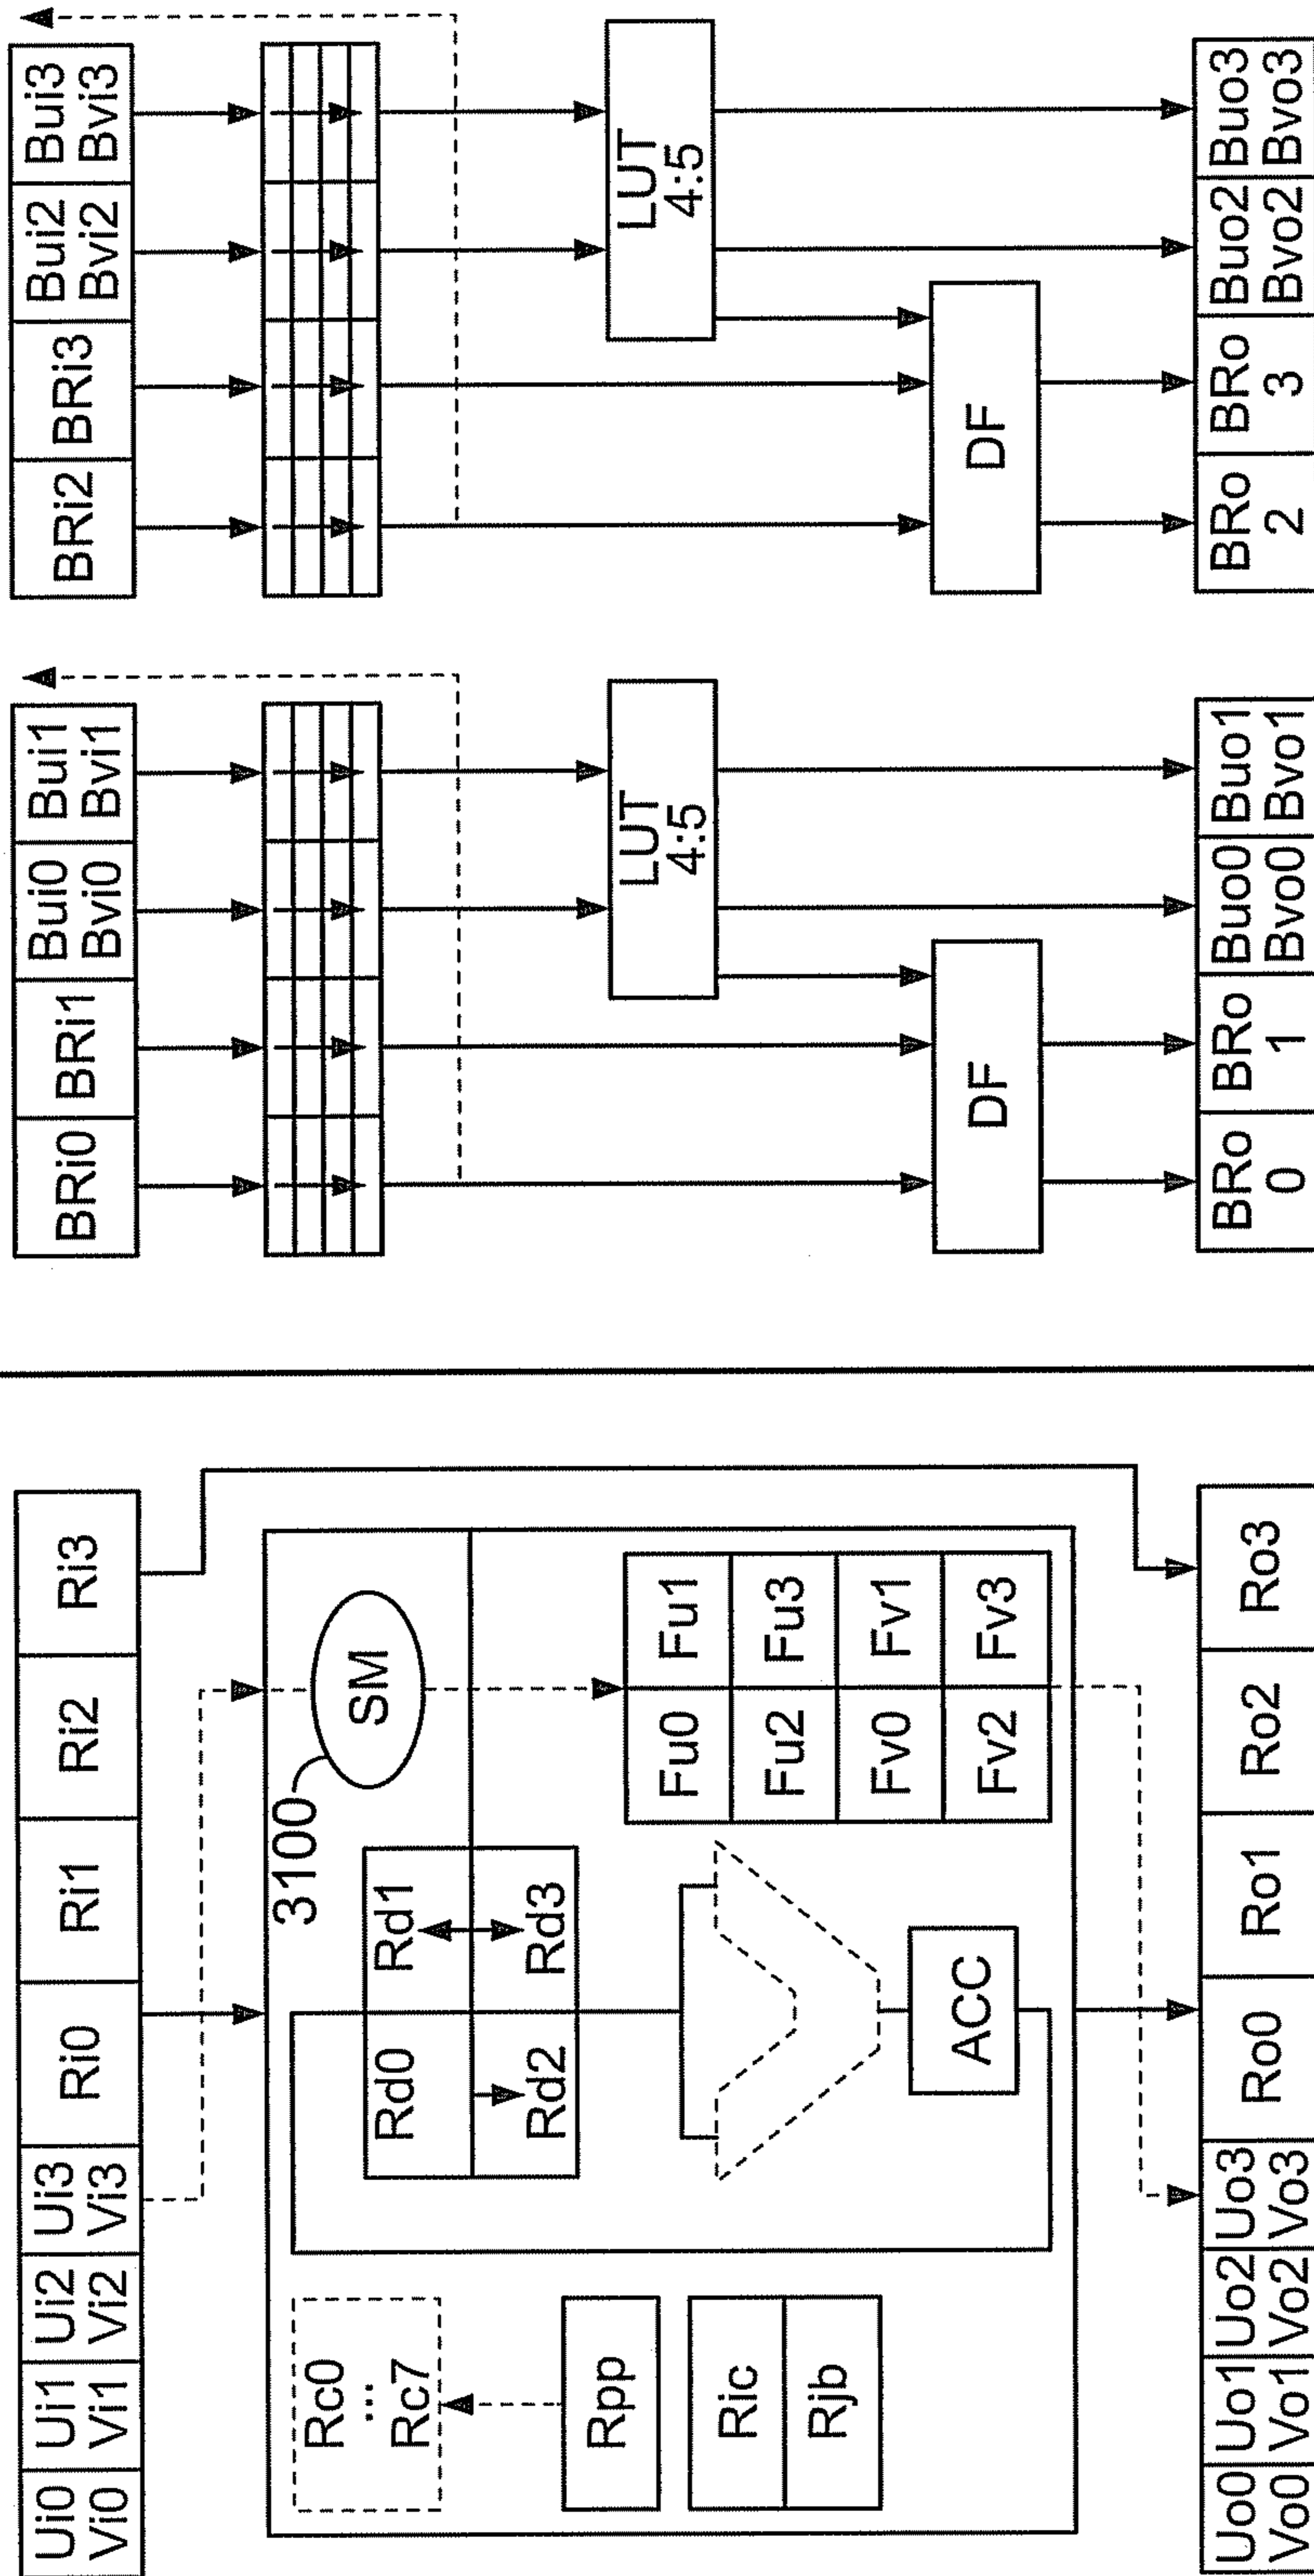 Ui0 Ui1 Ui2 Ui3 Ri0 Ri1 Ri2 Ri3
Vi0 Vi1 Vi2 Vi3
Rc0
...
Rc7
Rpp
Ric
Rjb
Rd0 Rd1
Rd2 Rd3
ACC
3100
SM
Fu0 Fu1
Fu2 Fu3
Fv0 Fv1
Fv2 Fv3
Uo0 Uo1 Uo2 Uo3 Ro0 Ro1 Ro2 Ro3
Vo0 Vo1 Vo2 Vo3
BRi0 BRi1 Bui0 Bui1
Bvi0 Bvi1
LUT
4:5
DF
BRo BRo Buo0 Buo1
0 1 Bvo0 Bvo1
BRi2 BRi3 Bui2 Bui3
Bvi2 Bvi3
LUT
4:5
DF
BRo BRo Buo2 Buo3
2 3 Bvo2 Bvo3